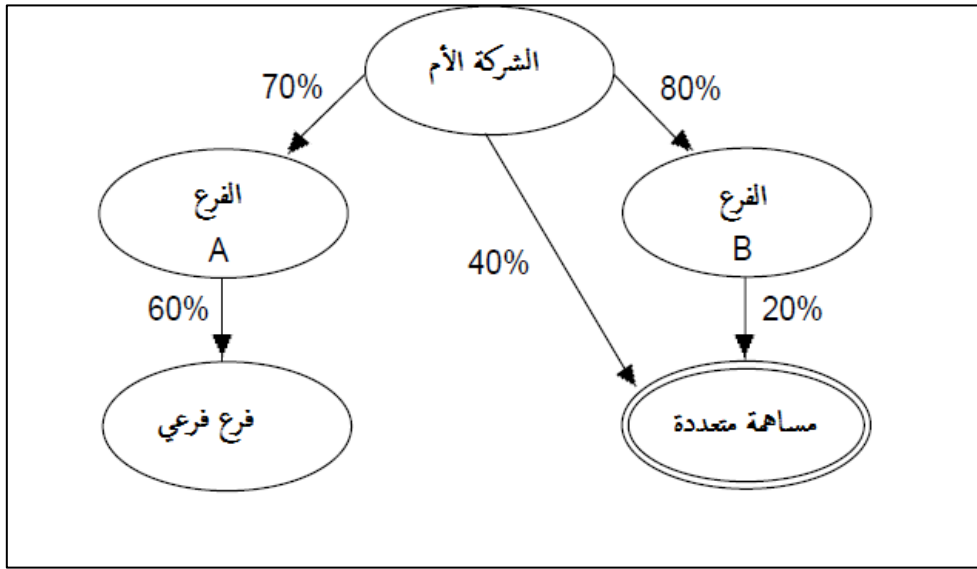 الشركة الأم
70%
80%
الفرع
A
الفرع
B
40%
60%
20%
فرع فرعي
مساهمة متعددة